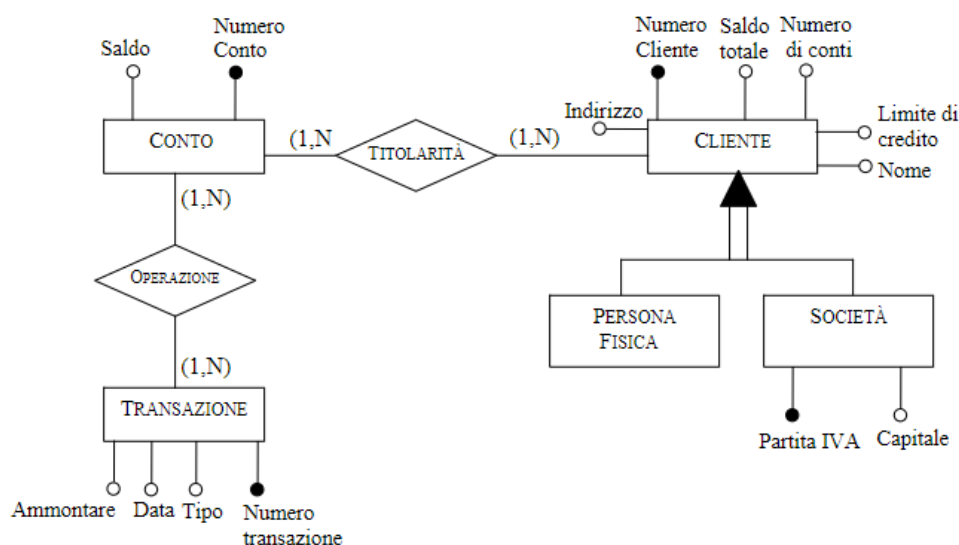 Saldo
Numero
Conto
Numero
Cliente
Saldo
totale
Numero
di conti
Indirizzo
Limite di
credito
Nome
CONTO
(1,N
TITOLARITÀ
(1,N)
CLIENTE
(1,N)
OPERAZIONE
(1,N)
PERSONA
FISICA
SOCIETÀ
TRANSAZIONE
Partita IVA
Capitale
Ammontare
Data
Tipo
Numero
transazione